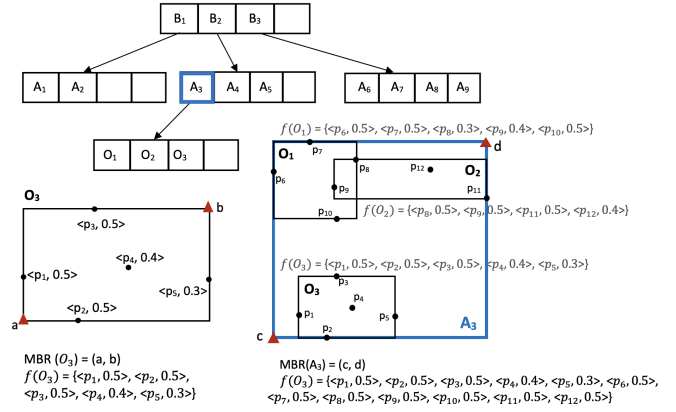 B1 B2 B3
A1 A2
A3 A4 A5
A6 A7 A8 A9
O1 O2 O3
f(O1) = {<p6, 0.5>, <p7, 0.5>, <p8, 0.3>, <p9, 0.4>, <p10, 0.5>}
O1
p7
d
p6
p8
p12
O2
p9
p11
p10
f(O2) = {<p8, 0.5>, <p9, 0.5>, <p11, 0.5>, <p12, 0.4>}
O3
b
<p3, 0.5>
<p4, 0.4>
<p1, 0.5>
<p5, 0.3>
<p2, 0.5>
a
f(O3) = {<p1, 0.5>, <p2, 0.5>, <p3, 0.5>, <p4, 0.4>, <p5, 0.3>}
O3
p3
p4
p1
p5
p2
c
A3
MBR (O3) = (a, b)
f(O3) = {<p1, 0.5>, <p2, 0.5>,
<p3, 0.5>, <p4, 0.4>, <p5, 0.3>}
MBR(A3) = (c, d)
f(O3) = {<p1, 0.5>, <p2, 0.5>, <p3, 0.5>, <p4, 0.4>, <p5, 0.3>, <p6, 0.5>,
<p7, 0.5>, <p8, 0.5>, <p9, 0.5>, <p10, 0.5>, <p11, 0.5>, <p12, 0.5>}